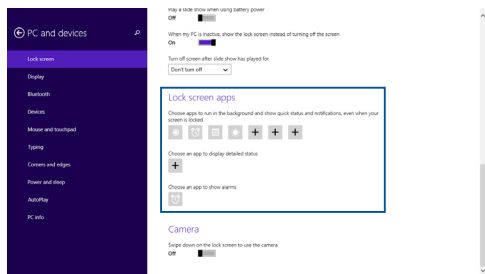 Play a slide show when using battery power
Off
PC and devices
When my PC is inactive, show the lock screen instead of turning off the screen
On
Lock screen
Turn off screen after slide show has played for
Don't turn off
Display
Bluetooth
Devices
Mouse and touchpad
Typing
Corners and edges
Power and sleep
AutoPlay
PC info
Lock screen apps
Choose apps to run in the background and show quick status and notifications, even when your
screen is locked
Choose an app to display detailed status
Choose an app to show alarms
Camera
Swipe down on the lock screen to use the camera
Off